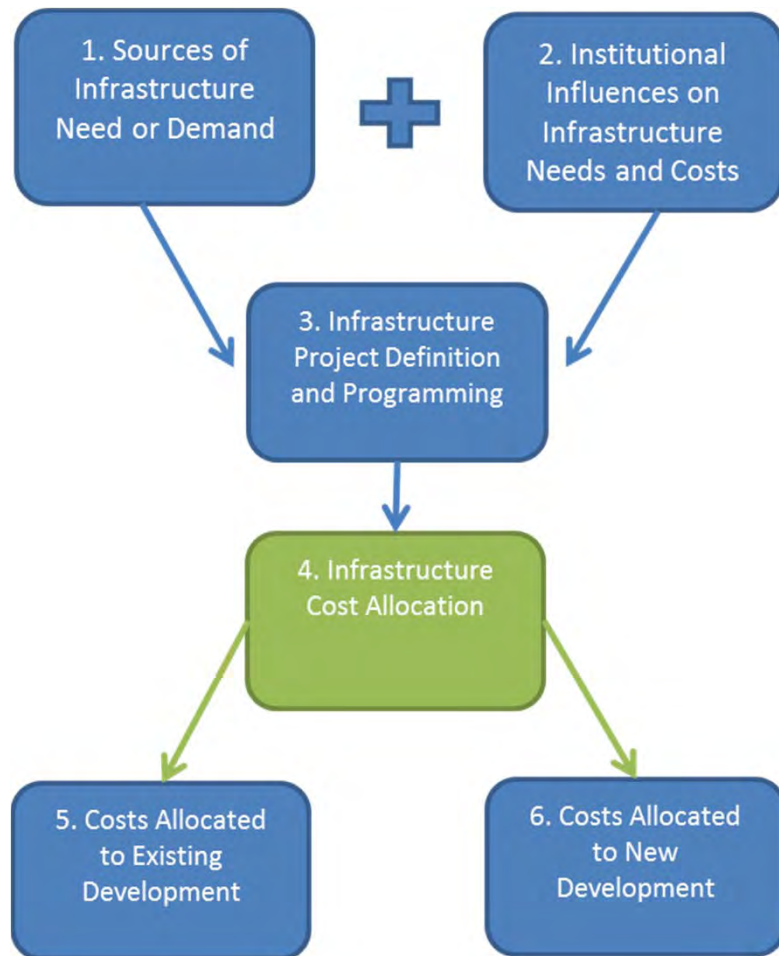 1. Sources of
Infrastructure
Need or Demand
2. Institutional
Influences on
Infrastructure
Needs and Costs
3. Infrastructure
Project Definition
and Programming
4. Infrastructure
Cost Allocation
5. Costs Allocated
to Existing
Development
6. Costs Allocated
to New
Development